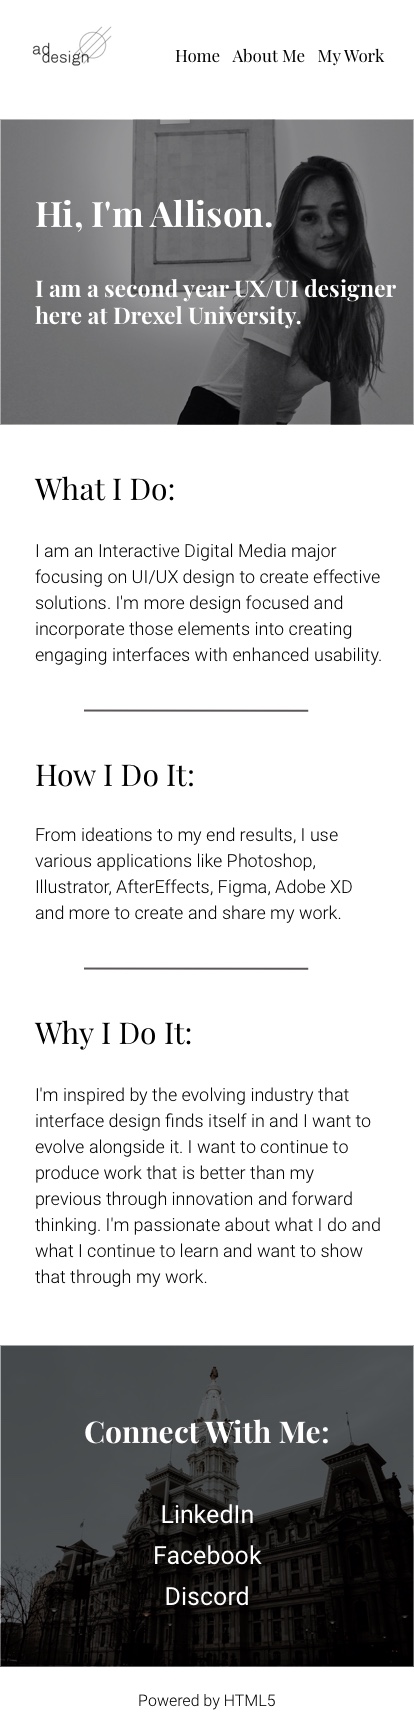 ad
design
Home About Me My Work
Hi, I'm Allison.
I am a second year UX/UI designer
here at Drexel University.
What I Do:
I am an Interactive Digital Media major
focusing on UI/UX design to create effective
solutions. I'm more design focused and
incorporate those elements into creating
engaging interfaces with enhanced usability.
How I Do It:
From ideations to my end results, I use
various applications like Photoshop,
Illustrator, AfterEffects, Figma, Adobe XD
and more to create and share my work.
Why I Do It:
I'm inspired by the evolving industry that
interface design finds itself in and I want to
evolve alongside it. I want to continue to
produce work that is better than my
previous through innovation and forward
thinking. I'm passionate about what I do and
what I continue to learn and want to show
that through my work.
Connect With Me:
LinkedIn
Facebook
Discord
Powered by HTML5